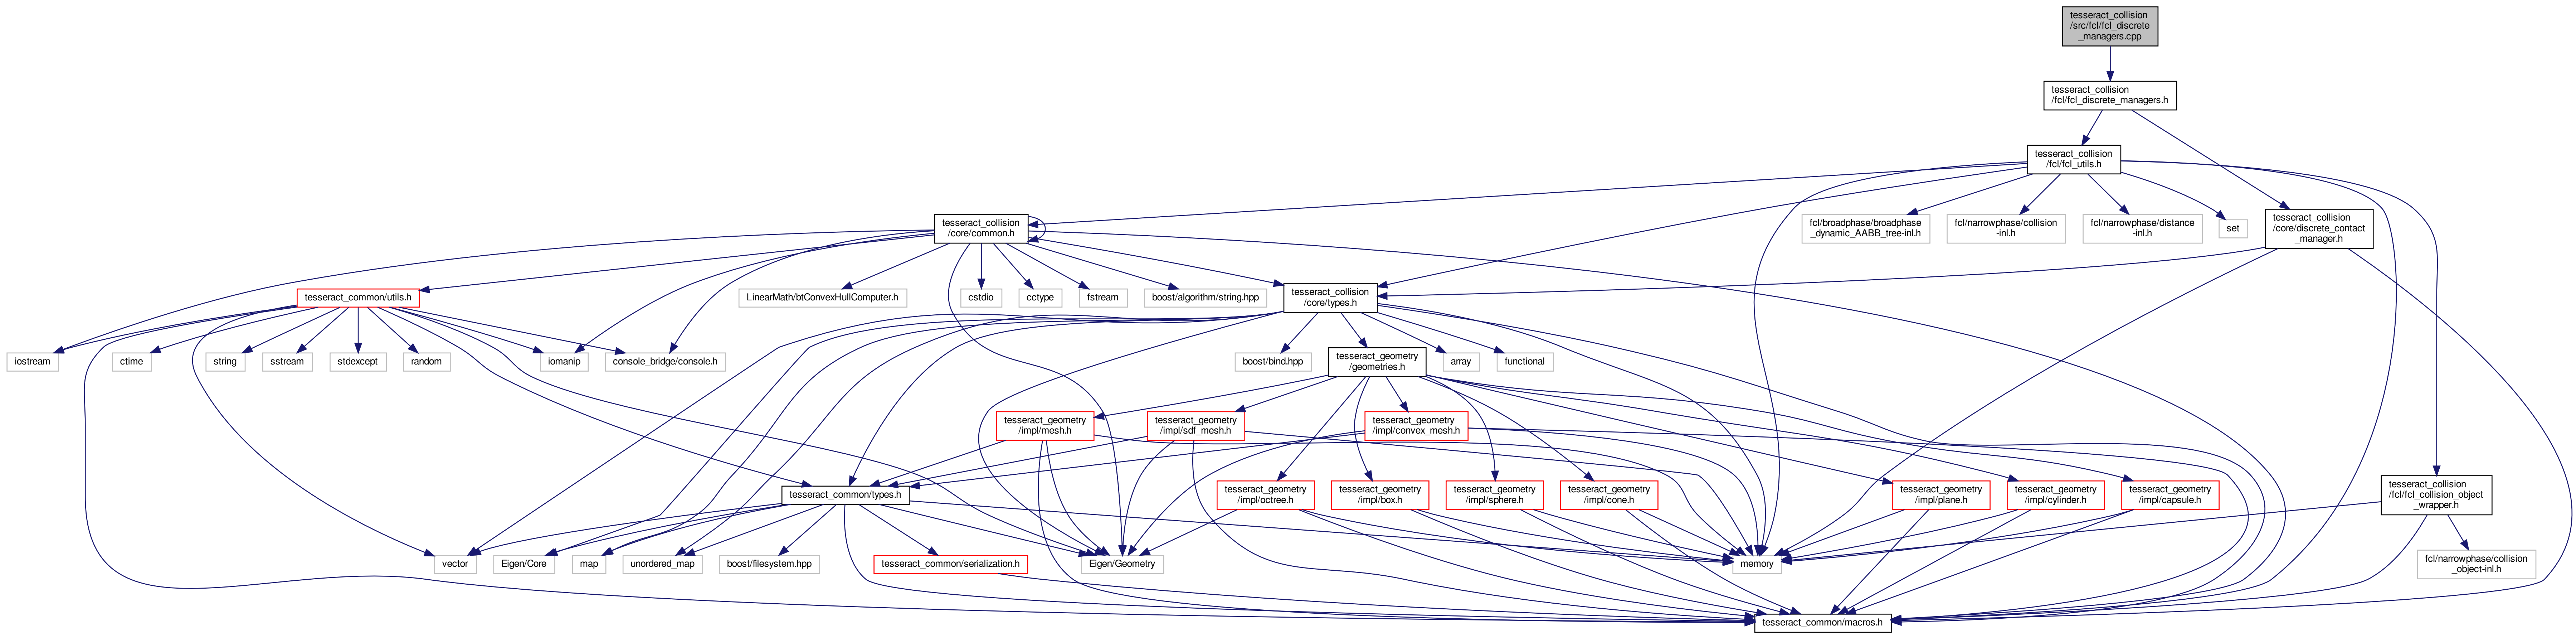 tesseract_collision
/src/fcl/fcl_discrete
_managers.cpp
tesseract_collision
/fcl/fcl_discrete_managers.h
tesseract_collision
/fcl/fcl_utils.h
tesseract_collision
/core/common.h
fcl/broadphase/broadphase
_dynamic_AABB_tree-inl.h
fcl/narrowphase/collision
-inl.h
fcl/narrowphase/distance
-inl.h
set
tesseract_collision
/core/discrete_contact
_manager.h
tesseract_common/utils.h
LinearMath/btConvexHullComputer.h
cstdio
cctype
fstream
boost/algorithm/string.hpp
tesseract_collision
/core/types.h
iostream
ctime
string
sstream
stdexcept
random
iomanip
console_bridge/console.h
boost/bind.hpp
tesseract_geometry
/geometries.h
array
functional
tesseract_geometry
/impl/mesh.h
tesseract_geometry
/impl/sdf_mesh.h
tesseract_geometry
/impl/convex_mesh.h
tesseract_common/types.h
tesseract_geometry
/impl/octree.h
tesseract_geometry
/impl/box.h
tesseract_geometry
/impl/sphere.h
tesseract_geometry
/impl/cone.h
tesseract_geometry
/impl/plane.h
tesseract_geometry
/impl/cylinder.h
tesseract_geometry
/impl/capsule.h
tesseract_collision
/fcl/fcl_collision_object
_wrapper.h
vector
Eigen/Core
map
unordered_map
boost/filesystem.hpp
tesseract_common/serialization.h
Eigen/Geometry
memory
fcl/narrowphase/collision
_object-inl.h
tesseract_common/macros.h